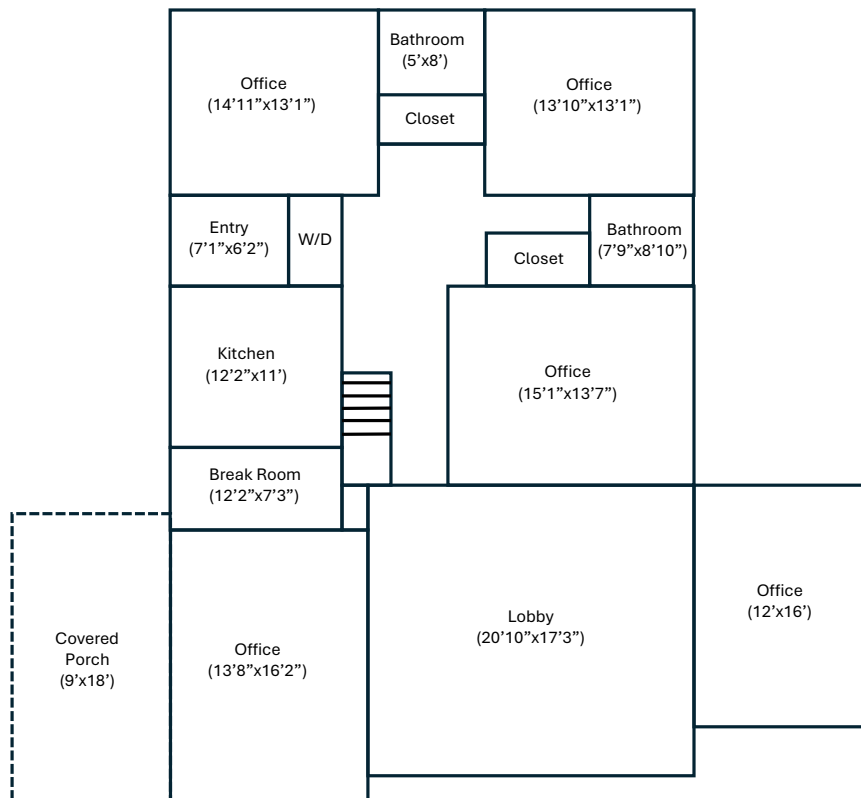 Bathroom
(5’x8’)
Office
(14’11”x13’1”)
Office
(13’10”x13’1”)
Closet
Entry
(7’1”x6’2”)
W/D
Bathroom
(7’9”x8’10”)
Closet
Kitchen
(12’2”x11’)
Office
(15’1”x13’7”)
Break Room
(12’2”x7’3”)
Office
(12’x16’)
Lobby
(20’10”x17’3”)
Covered
Porch
(9’x18’)
Office
(13’8”x16’2”)